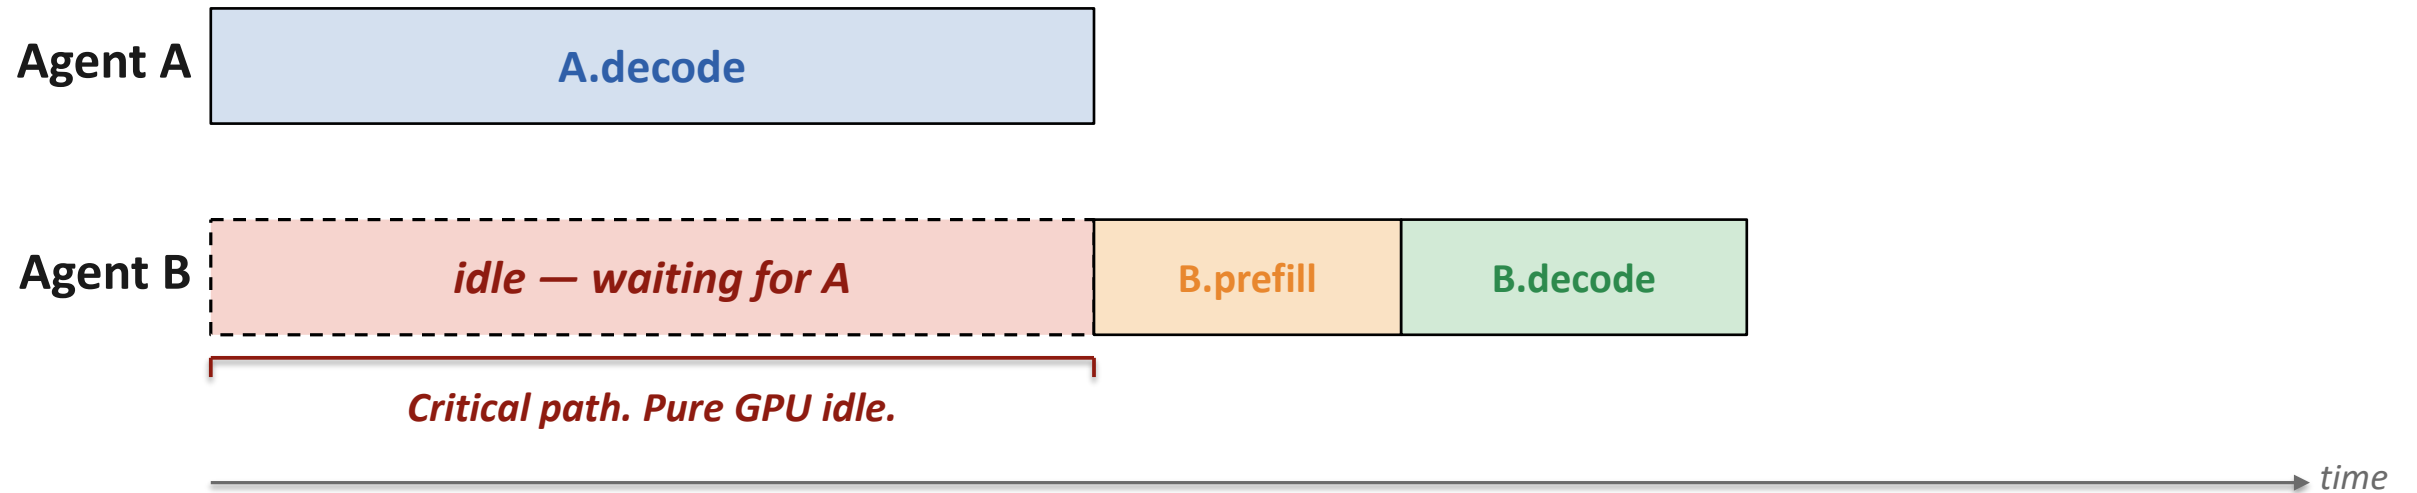 Agent A
A.decode
Agent B
idle — waiting for A
B.prefill
B.decode
Critical path. Pure GPU idle.
time